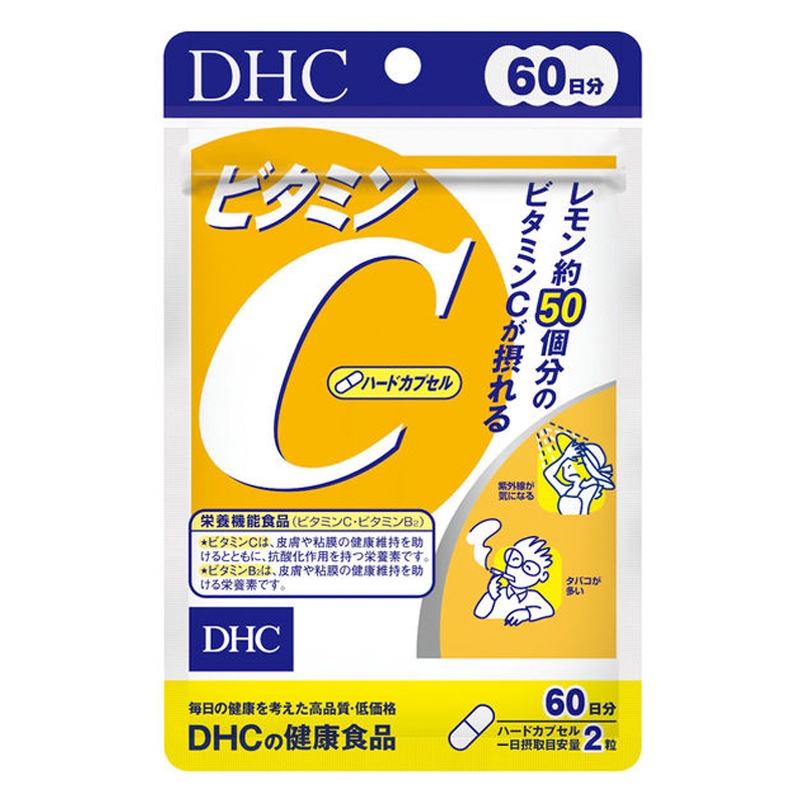 DHC
60日分
ビタミン
C
レモン約50個分の
ビタミンCが摂れる
ハードカプセル
紫外線が
気になる
タバコが
多い
栄養機能食品(ビタミンC・ビタミンB2)
★ビタミンCは、皮膚や粘膜の健康維持を助
けるとともに、抗酸化作用を持つ栄養素です。
★ビタミンB2は、皮膚や粘膜の健康維持を助
ける栄養素です。
DHC
毎日の健康を考えた高品質・低価格
DHCの健康食品
60日分
ハードカプセル
一日摂取目安量2粒